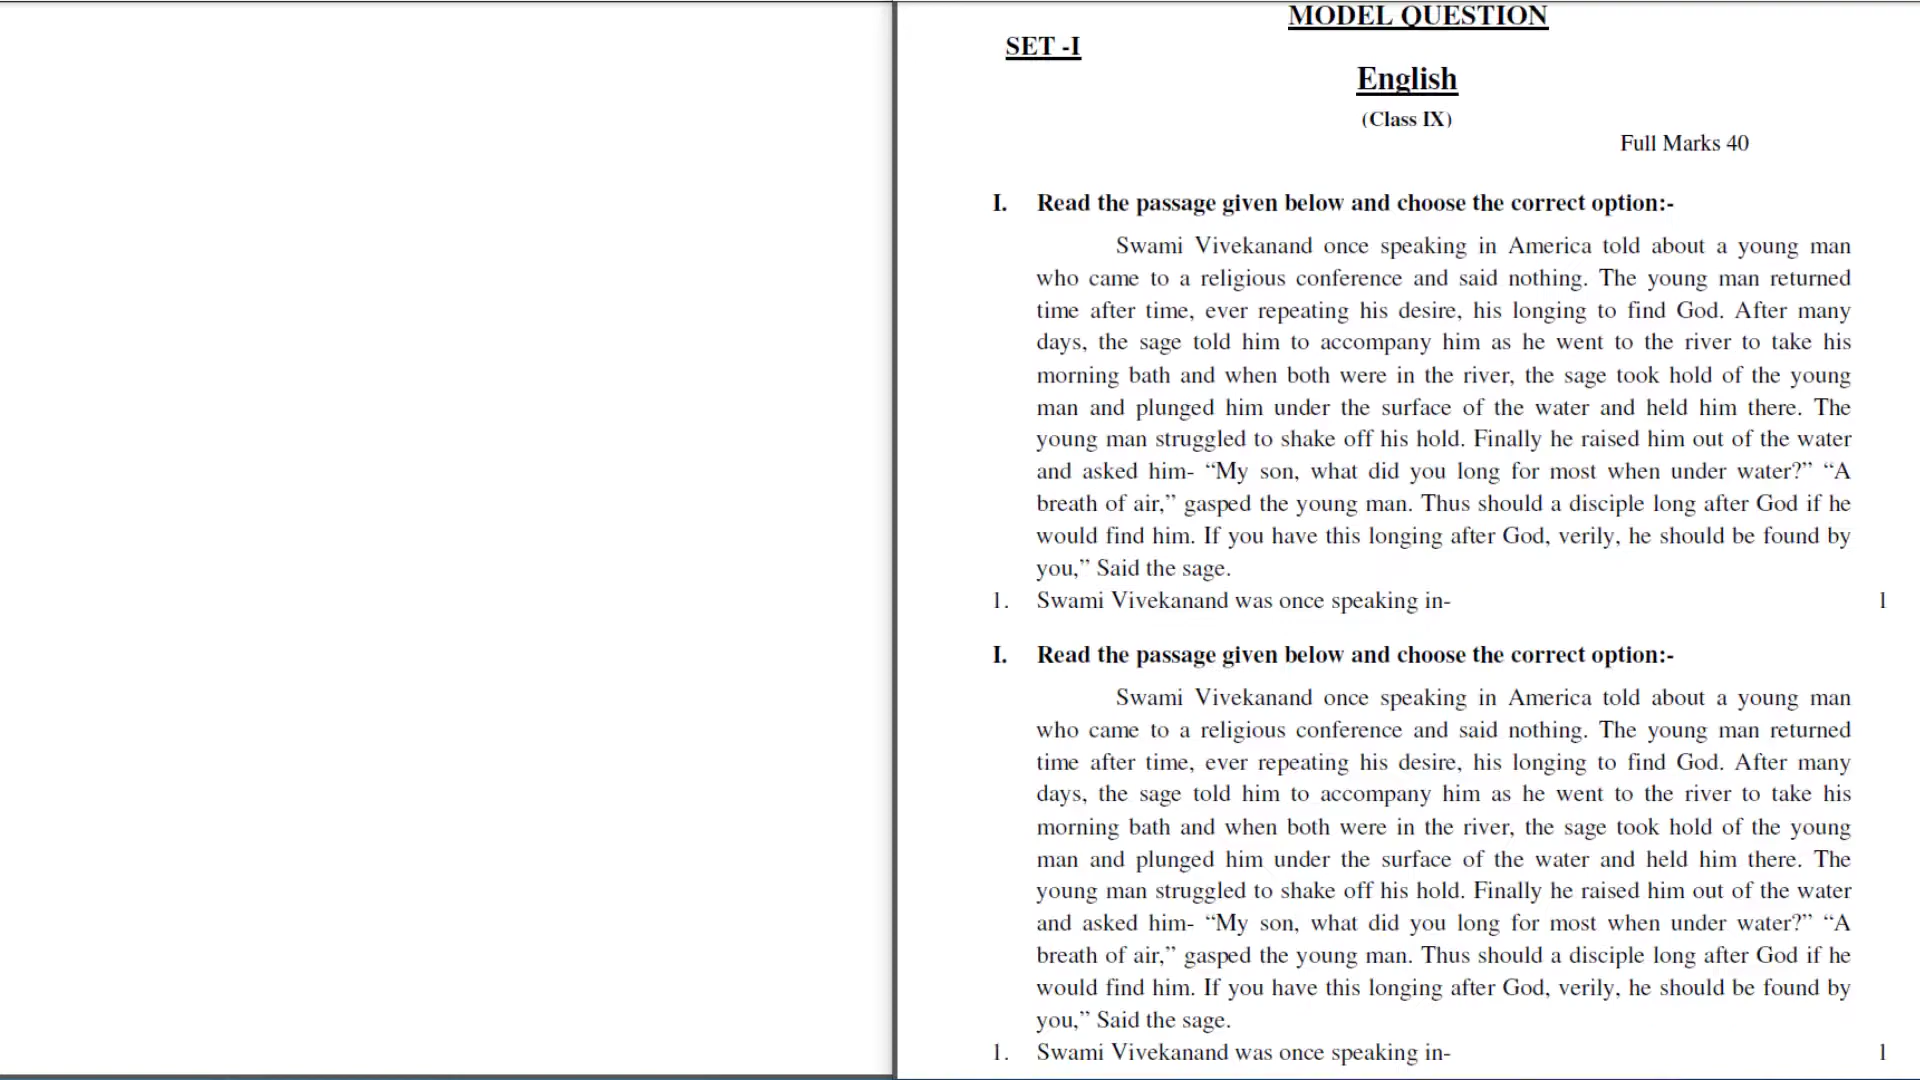 MODEL QUESTION
SET -I
English
(Class IX)
Full Marks 40
I. Read the passage given below and choose the correct option:-
Swami Vivekanand once speaking in America told about a young man
who came to a religious conference and said nothing. The young man returned
time after time, ever repeating his desire, his longing to find God. After many
days, the sage told him to accompany him as he went to the river to take his
morning bath and when both were in the river, the sage took hold of the young
man and plunged him under the surface of the water and held him there. The
young man struggled to shake off his hold. Finally he raised him out of the water
and asked him- “My son, what did you long for most when under water?” “A
breath of air,” gasped the young man. Thus should a disciple long after God if he
would find him. If you have this longing after God, verily, he should be found by
you,” Said the sage.
1. Swami Vivekanand was once speaking in- 1
I. Read the passage given below and choose the correct option:-
Swami Vivekanand once speaking in America told about a young man
who came to a religious conference and said nothing. The young man returned
time after time, ever repeating his desire, his longing to find God. After many
days, the sage told him to accompany him as he went to the river to take his
morning bath and when both were in the river, the sage took hold of the young
man and plunged him under the surface of the water and held him there. The
young man struggled to shake off his hold. Finally he raised him out of the water
and asked him- “My son, what did you long for most when under water?” “A
breath of air,” gasped the young man. Thus should a disciple long after God if he
would find him. If you have this longing after God, verily, he should be found by
you,” Said the sage.
1. Swami Vivekanand was once speaking in- 1